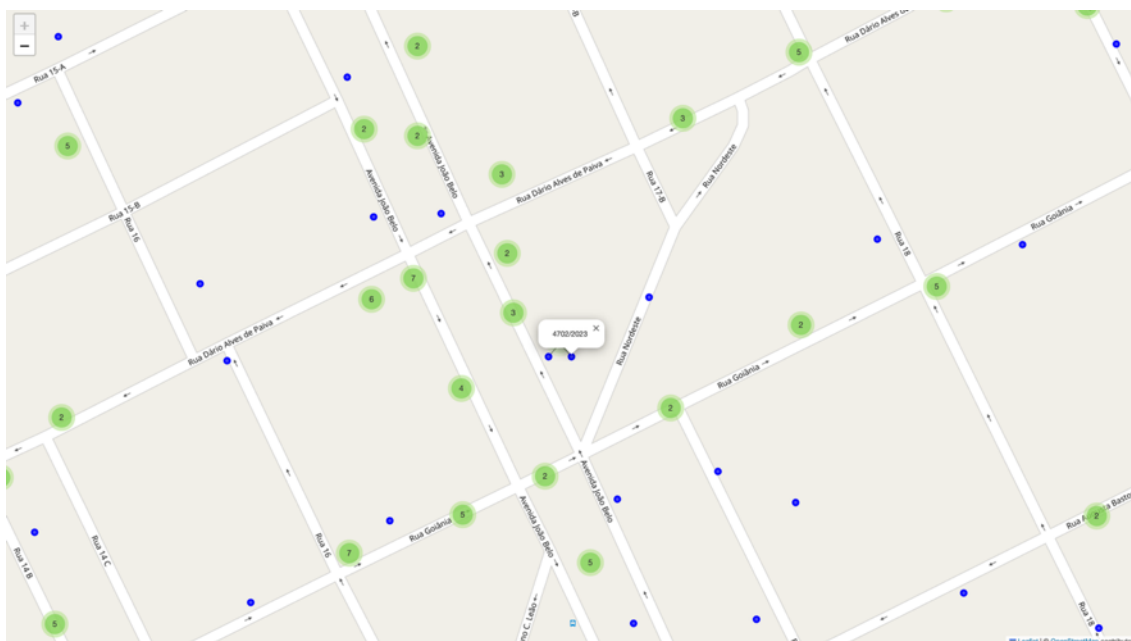 +
−
Rua 15-A
5
2
2
2
Avenida João Belo
Avenida João Belo
3
3
5
Rua Dário Alves de
Rua Dário Alves de Paiva
Rua 17-B
Rua Nordeste
Rua 15-B
Rua 16
Rua 18
Rua Goiânia
2
7
6
3
5
2
4702/2023
×
Rua Dário Alves de Paiva
Rua Nordeste
Rua Goiânia
4
2
2
2
Avenida João Belo
Avenida João Belo
5
Rua Goiânia
7
5
2
Rua 14 B
Rua 14 C
Rua 16
5
Rua 18
Leaflet | © OpenStreetMap